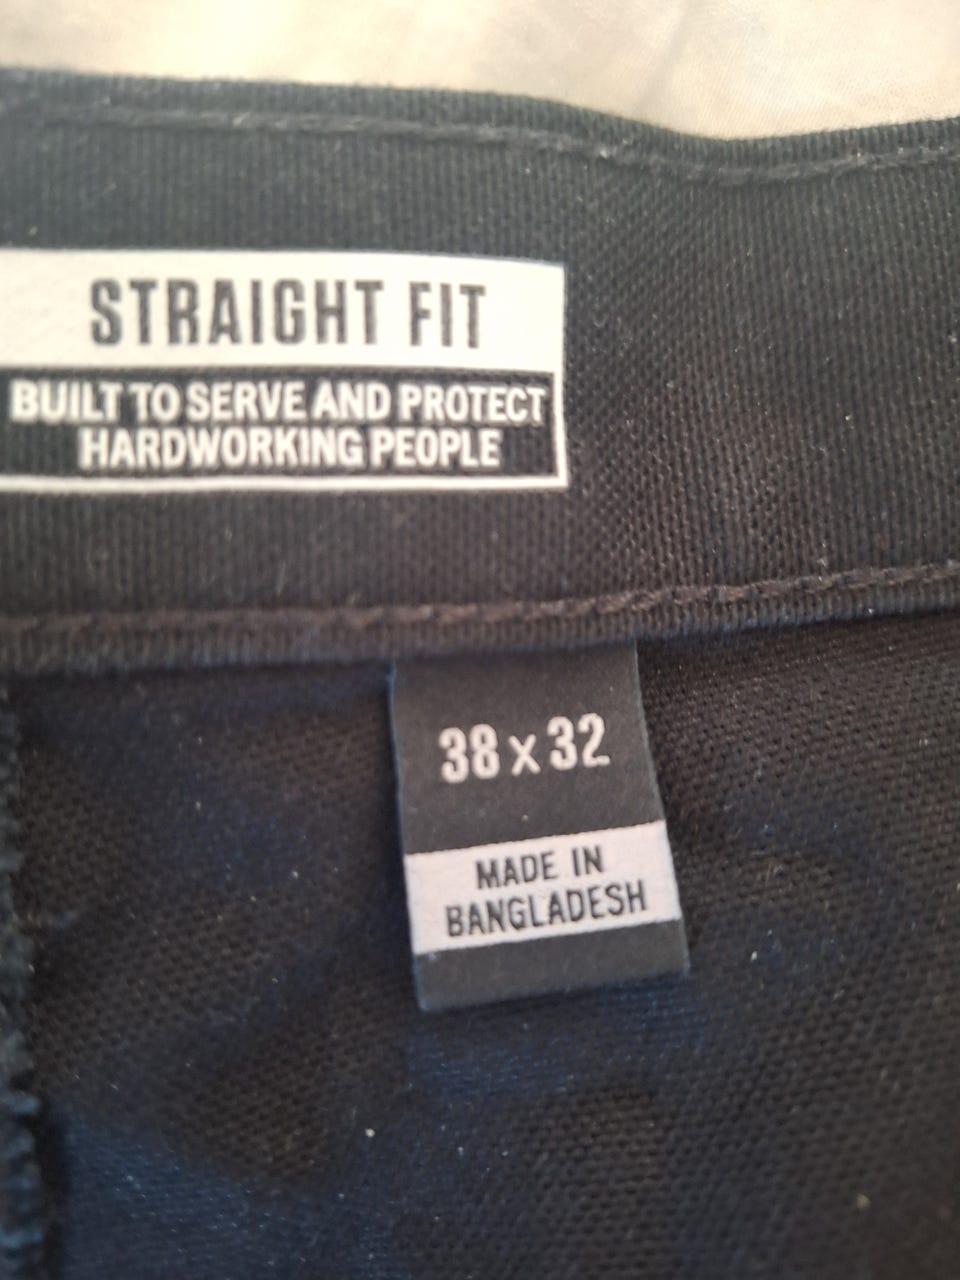 STRAIGHT FIT
BUILT TO SERVE AND PROTECT
HARDWORKING PEOPLE
38 x 32
MADE IN
BANGLADESH